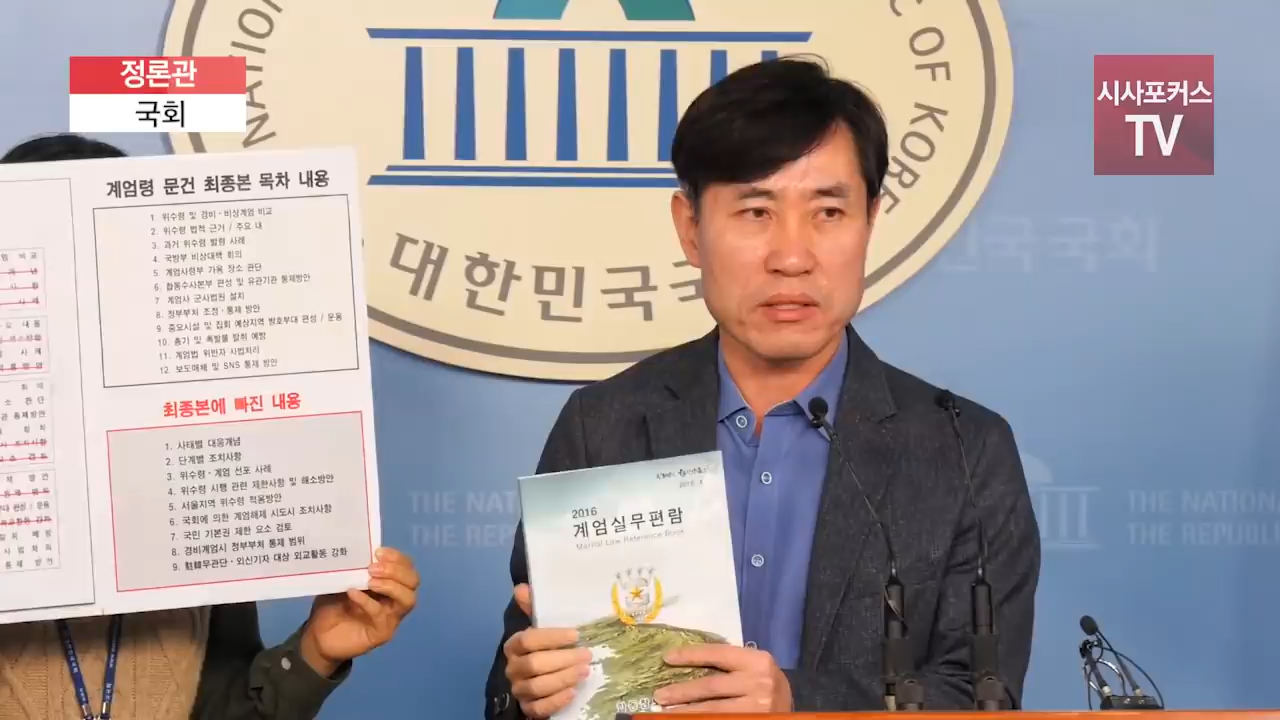 정론관
국회
시사포커스
TV
NATION
C OF KORE
대한민국국
민국국회
THE NATION
THE REPUBLIC
THE NATION
THE REPUBL
계엄령 문건 최종본 목차 내용
1. 위수령 및 경비·비상계엄 비교
2. 위수령 법적 근거 / 주요 내
3. 과거 위수령 발령 사례
4. 국방부 비상대책 회의
5. 계엄사령부 가용 장소 판단
6. 합동수사본부 편성 및 유관기관 통제방안
7. 계엄사 군사법원 설치
8. 정부부처 조정·통제 방안
9. 중요시설 및 집회 예상지역 방호부대 편성 / 운용
10. 총기 및 폭발물 탈취 예방
11. 계엄법 위반자 사법처리
12. 보도매체 및 SNS 통제 방안
최종본에 빠진 내용
1. 사태별 대응개념
2. 단계별 조치사항
3. 위수령·계엄 선포 사례
4. 위수령 시행 관련 제한사항 및 해소방안
5. 서울지역 위수령 적용방안
6. 국회에 의한 계엄해제 시도시 조치사항
7. 국민 기본권 제한 요소 검토
8. 경비계엄시 정부부처 통제 범위
9. 駐韓무관단·외신기자 대상 외교활동 강화
2016
계엄실무편람
Martial Law Reference Book